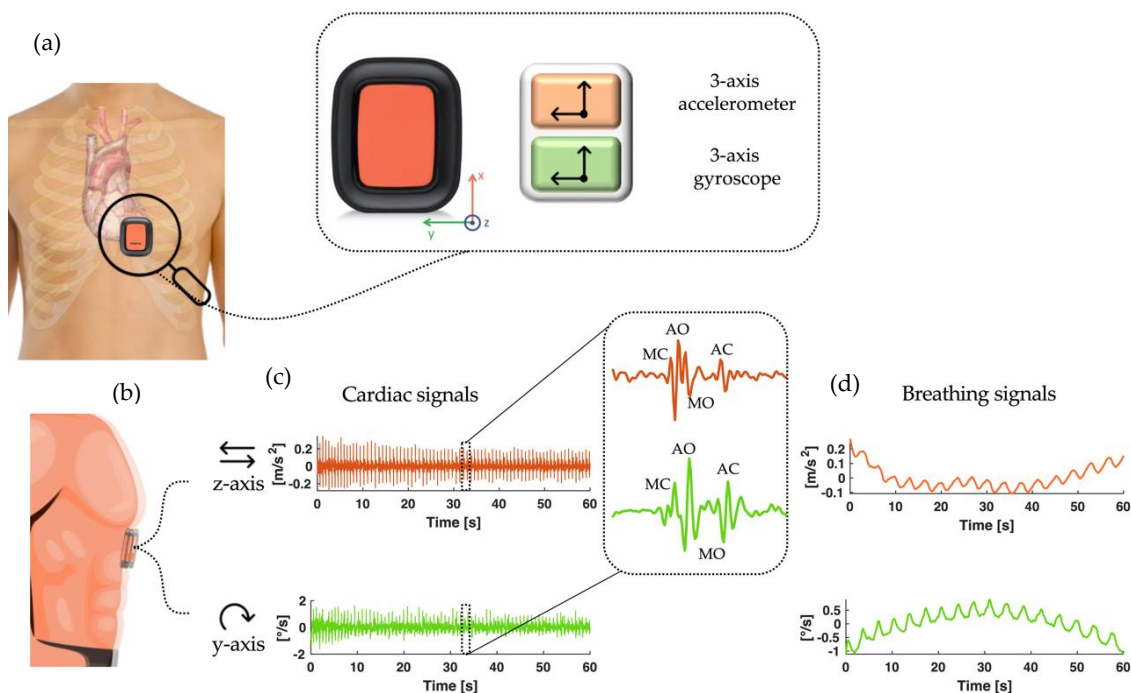 (a)
3-axis
accelerometer
3-axis
gyroscope
x
y
z
(b)
(c)
Cardiac signals
(d)
Breathing signals
AO
MC
AC
MO
AO
MC
AC
MO
z-axis
y-axis
[m/s²]
0.2
0
-0.2
0 10 20 30 40 50 60
Time [s]
[°/s]
2
0
-2
0 10 20 30 40 50 60
Time [s]
[m/s²]
0.2
0.1
0
-0.1
0 10 20 30 40 50 60
Time [s]
[°/s]
0.5
0
-0.5
-1
0 10 20 30 40 50 60
Time [s]